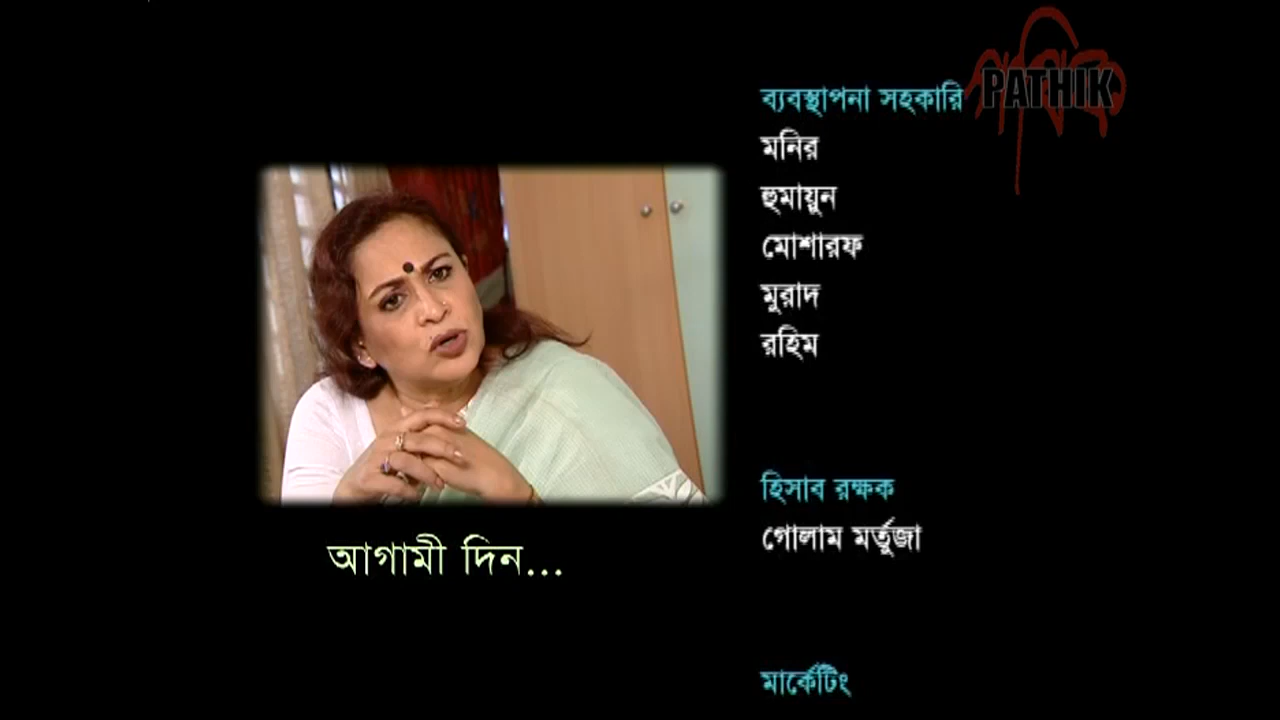 PATHIK
ব্যবস্থাপনা সহকারি
মনির
হুমায়ুন
মোশারফ
মুরাদ
রহিম
হিসাব রক্ষক
গোলাম মর্তুজা
মার্কেটিং
আগামী দিন...